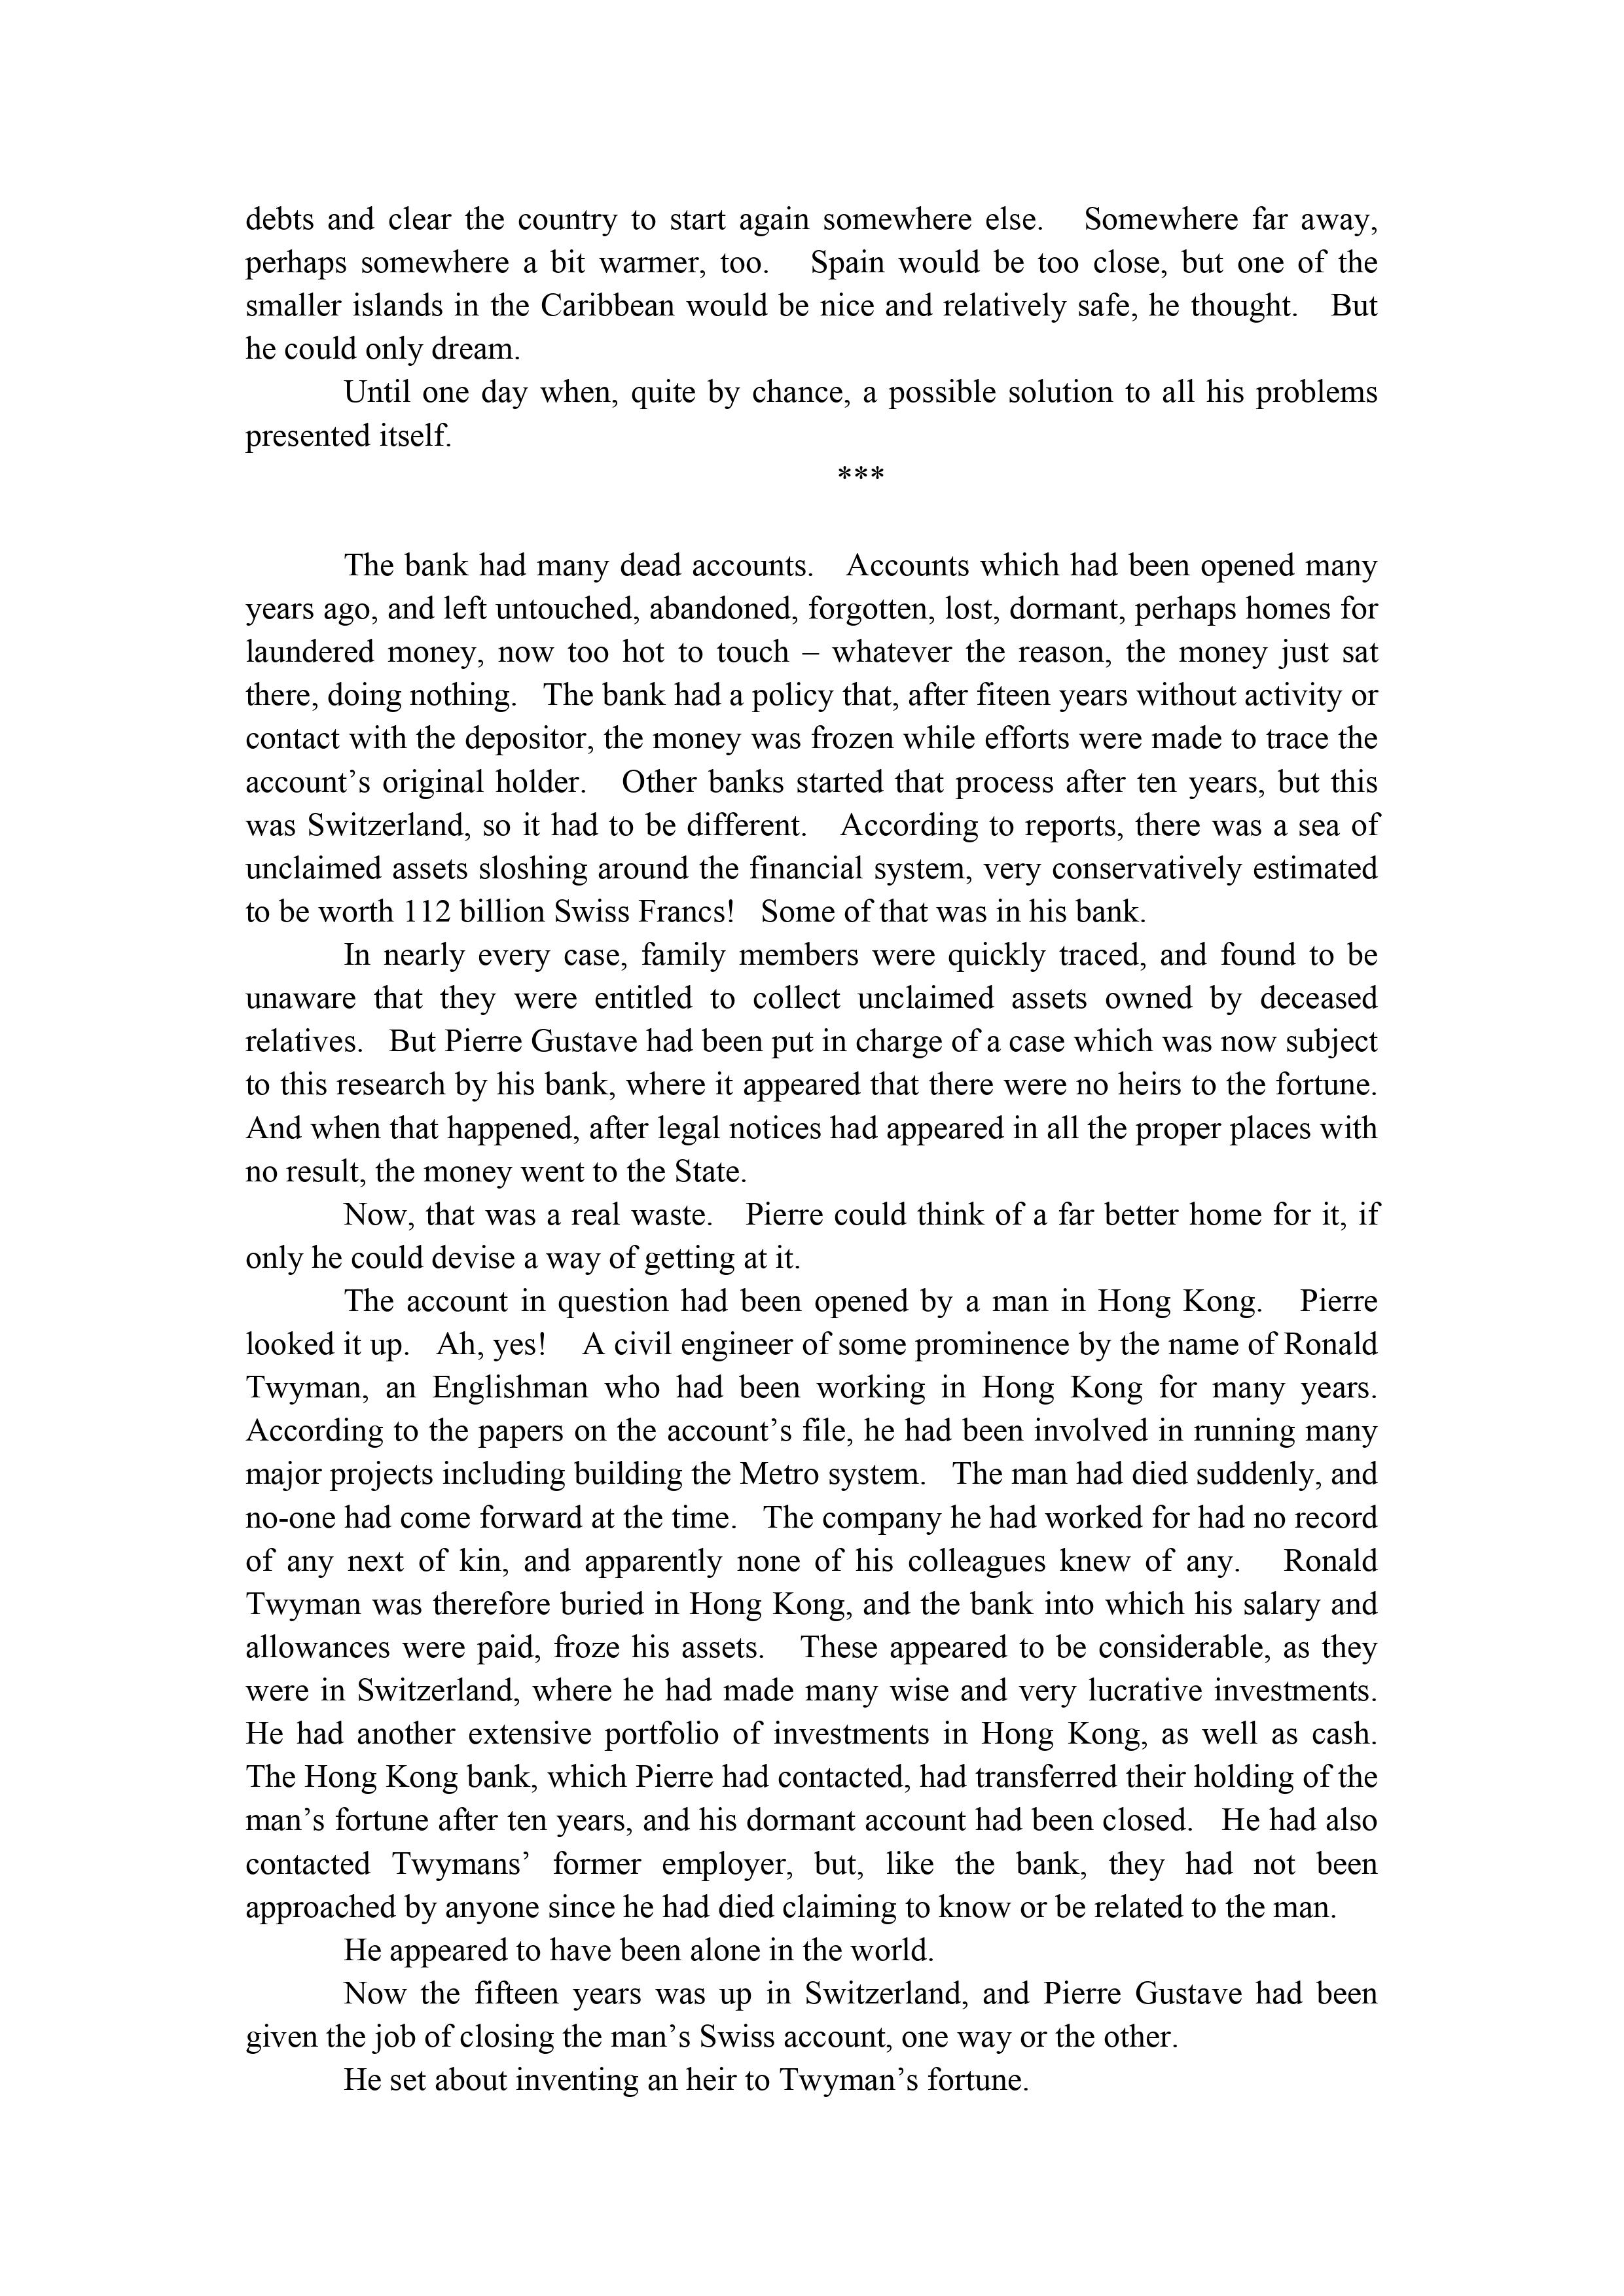 debts and clear the country to start again somewhere else. Somewhere far away,
perhaps somewhere a bit warmer, too. Spain would be too close, but one of the
smaller islands in the Caribbean would be nice and relatively safe, he thought. But
he could only dream.
Until one day when, quite by chance, a possible solution to all his problems
presented itself.
***
The bank had many dead accounts. Accounts which had been opened many
years ago, and left untouched, abandoned, forgotten, lost, dormant, perhaps homes for
laundered money, now too hot to touch – whatever the reason, the money just sat
there, doing nothing. The bank had a policy that, after fiteen years without activity or
contact with the depositor, the money was frozen while efforts were made to trace the
account’s original holder. Other banks started that process after ten years, but this
was Switzerland, so it had to be different. According to reports, there was a sea of
unclaimed assets sloshing around the financial system, very conservatively estimated
to be worth 112 billion Swiss Francs! Some of that was in his bank.
In nearly every case, family members were quickly traced, and found to be
unaware that they were entitled to collect unclaimed assets owned by deceased
relatives. But Pierre Gustave had been put in charge of a case which was now subject
to this research by his bank, where it appeared that there were no heirs to the fortune.
And when that happened, after legal notices had appeared in all the proper places with
no result, the money went to the State.
Now, that was a real waste. Pierre could think of a far better home for it, if
only he could devise a way of getting at it.
The account in question had been opened by a man in Hong Kong. Pierre
looked it up. Ah, yes! A civil engineer of some prominence by the name of Ronald
Twyman, an Englishman who had been working in Hong Kong for many years.
According to the papers on the account’s file, he had been involved in running many
major projects including building the Metro system. The man had died suddenly, and
no-one had come forward at the time. The company he had worked for had no record
of any next of kin, and apparently none of his colleagues knew of any. Ronald
Twyman was therefore buried in Hong Kong, and the bank into which his salary and
allowances were paid, froze his assets. These appeared to be considerable, as they
were in Switzerland, where he had made many wise and very lucrative investments.
He had another extensive portfolio of investments in Hong Kong, as well as cash.
The Hong Kong bank, which Pierre had contacted, had transferred their holding of the
man’s fortune after ten years, and his dormant account had been closed. He had also
contacted Twymans’ former employer, but, like the bank, they had not been
approached by anyone since he had died claiming to know or be related to the man.
He appeared to have been alone in the world.
Now the fifteen years was up in Switzerland, and Pierre Gustave had been
given the job of closing the man’s Swiss account, one way or the other.
He set about inventing an heir to Twyman’s fortune.